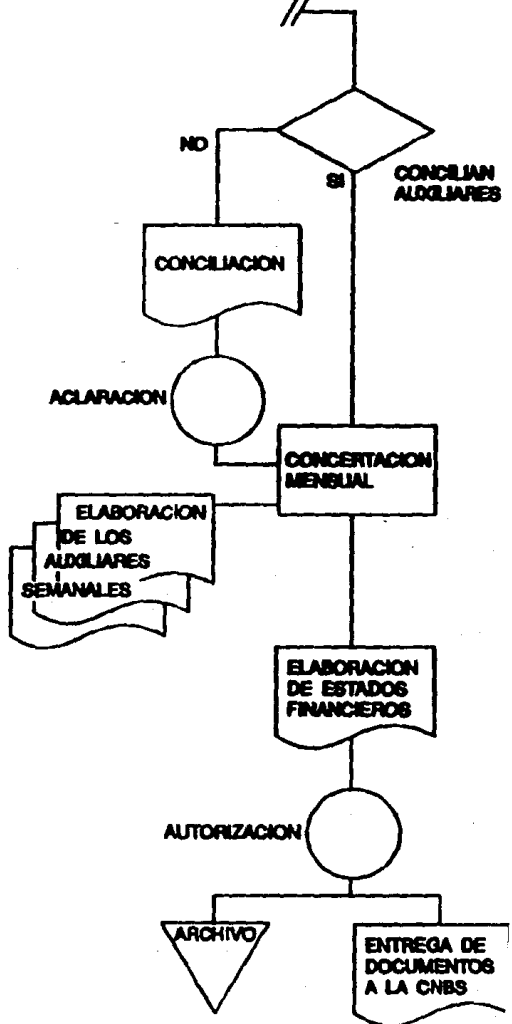 NO
SI
CONCILIAN
AUXILIARES
CONCILIACION
ACLARACION
CONCERTACION
MENSUAL
ELABORACION
DE LOS
AUXILIARES
SEMANALES
ELABORACION
DE ESTADOS
FINANCIEROS
AUTORIZACION
ARCHIVO
ENTREGA DE
DOCUMENTOS
A LA CNBS